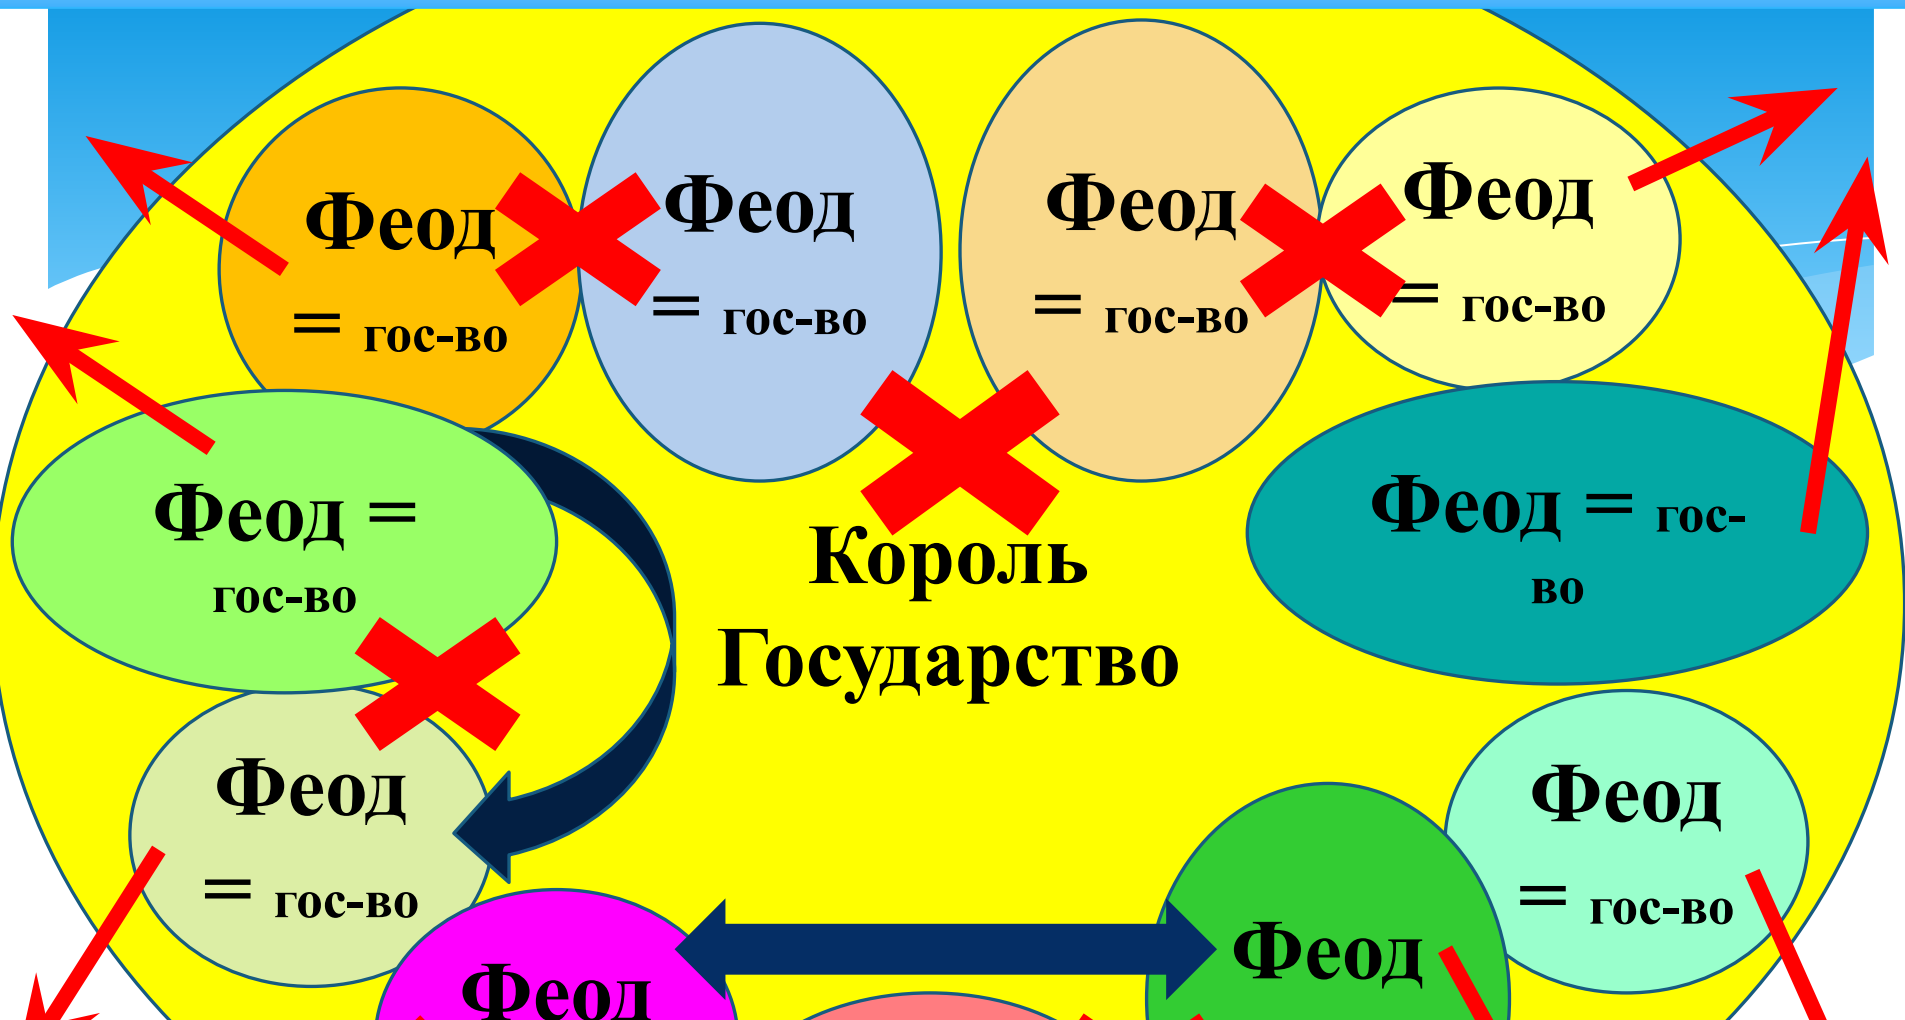 Феод
= гос-во
Феод
= гос-во
Феод
= гос-во
Феод
= гос-во
Феод =
гос-во
Король
Государство
Феод = гос-
во
Феод
= гос-во
Феод
= гос-во
Феод
Феод